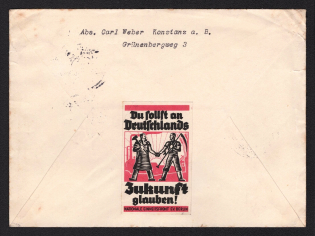 Abs. Carl Weber Konstanz a. B.
Grünenbergweg 3
Du sollst an
Deutschlands
Zukunft
glauben!